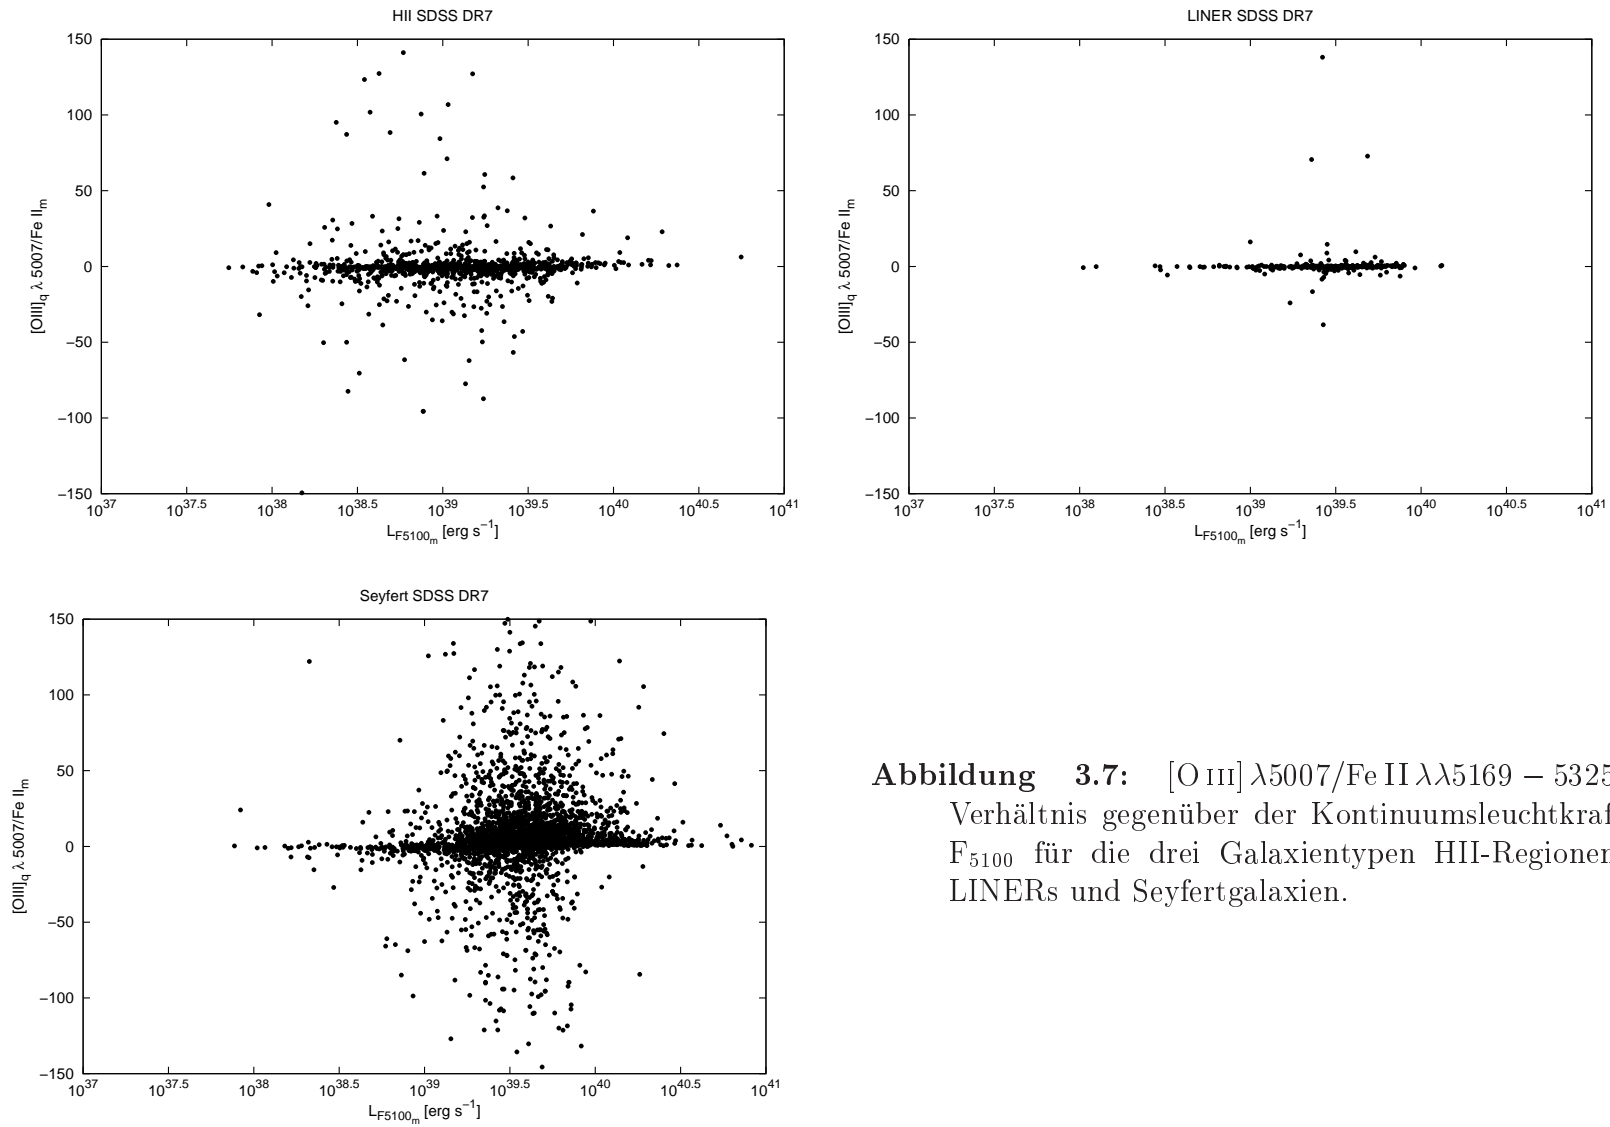 HII SDSS DR7
150
100
50
0
−50
−100
−150
[OIII]q λ 5007/Fe IIm
10^37 10^37.5 10^38 10^38.5 10^39 10^39.5 10^40 10^40.5 10^41
L_F5100m [erg s^−1]
LINER SDSS DR7
150
100
50
0
−50
−100
−150
[OIII]q λ 5007/Fe IIm
10^37 10^37.5 10^38 10^38.5 10^39 10^39.5 10^40 10^40.5 10^41
L_F5100m [erg s^−1]
Seyfert SDSS DR7
150
100
50
0
−50
−100
−150
[OIII]q λ 5007/Fe IIm
10^37 10^37.5 10^38 10^38.5 10^39 10^39.5 10^40 10^40.5 10^41
L_F5100m [erg s^−1]
Abbildung 3.7: [O III] λ5007/Fe II λλ5169 – 5325
Verhältnis gegenüber der Kontinuumsleuchtkraf
F5100 für die drei Galaxientypen HII-Regionen
LINERs und Seyfertgalaxien.